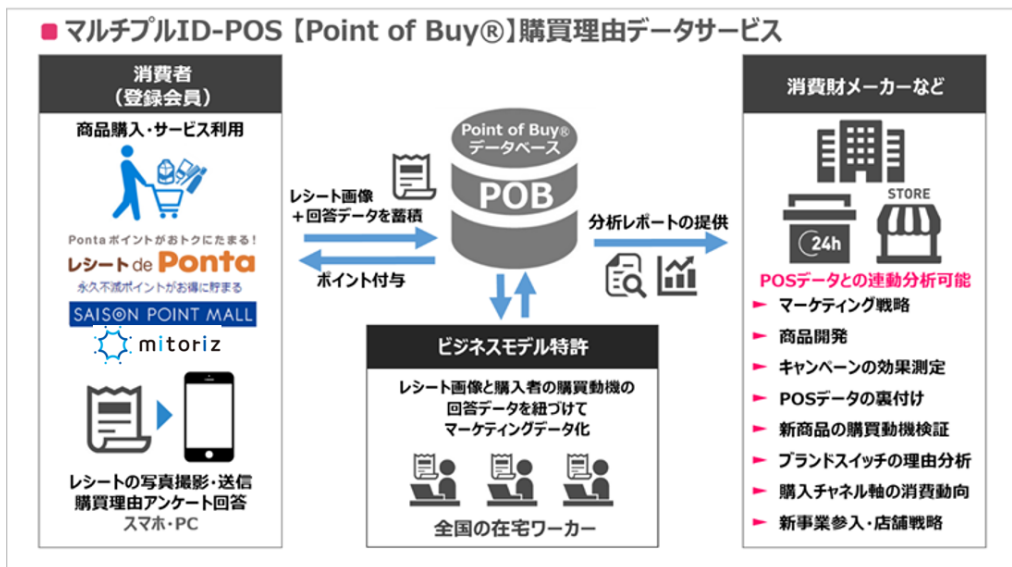 マルチプルID-POS【Point of Buy®】購買理由データサービス
消費者
（登録会員）
商品購入・サービス利用
Pontaポイントがおトクにたまる！
レシート de Ponta
永久不滅ポイントがお得に貯まる
SAISON POINT MALL
mitoriz
レシートの写真撮影・送信
購買理由アンケート回答
スマホ・PC
レシート画像
＋回答データを蓄積
ポイント付与
Point of Buy®
データベース
POB
分析レポートの提供
ビジネスモデル特許
レシート画像と購入者の購買動機の
回答データを紐づけて
マーケティングデータ化
全国の在宅ワーカー
消費財メーカーなど
STORE
24h
POSデータとの連動分析可能
► マーケティング戦略
► 商品開発
► キャンペーンの効果測定
► POSデータの裏付け
► 新商品の購買動機検証
► ブランドスイッチの理由分析
► 購入チャネル軸の消費動向
► 新事業参入・店舗戦略